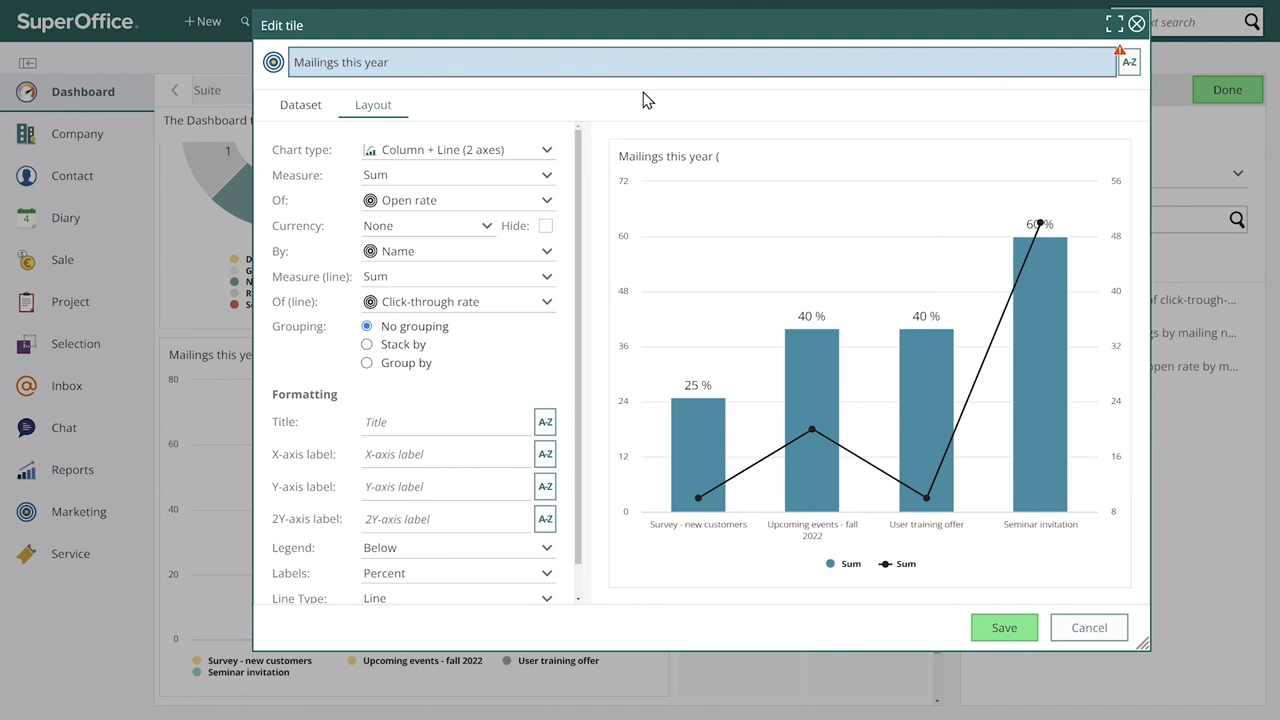 SuperOffice.
+ New
xt search
Edit tile
Mailings this year
A-Z
Dashboard
Company
Contact
Diary
4
Sale
Project
Selection
Inbox
Chat
Reports
Marketing
Service
Suite
Done
The Dashboard t
1
D
G
N
R
S
Mailings this ye
80
60
40
20
0
Survey - new customers
Upcoming events - fall 2022
User training offer
Seminar invitation
Dataset
Layout
Chart type:
Column + Line (2 axes)
Measure:
Sum
Of:
Open rate
Currency:
None
Hide:
By:
Name
Measure (line):
Sum
Of (line):
Click-through rate
Grouping:
No grouping
Stack by
Group by
Formatting
Title:
Title
A-Z
X-axis label:
X-axis label
A-Z
Y-axis label:
Y-axis label
A-Z
2Y-axis label:
2Y-axis label
A-Z
Legend:
Below
Labels:
Percent
Line Type:
Line
Mailings this year (
72
60
48
36
24
12
0
56
48
40
32
24
16
8
25 %
40 %
40 %
60 %
Survey - new customers
Upcoming events - fall
2022
User training offer
Seminar invitation
Sum
Sum
Save
Cancel
of click-trough-...
gs by mailing n...
open rate by m...